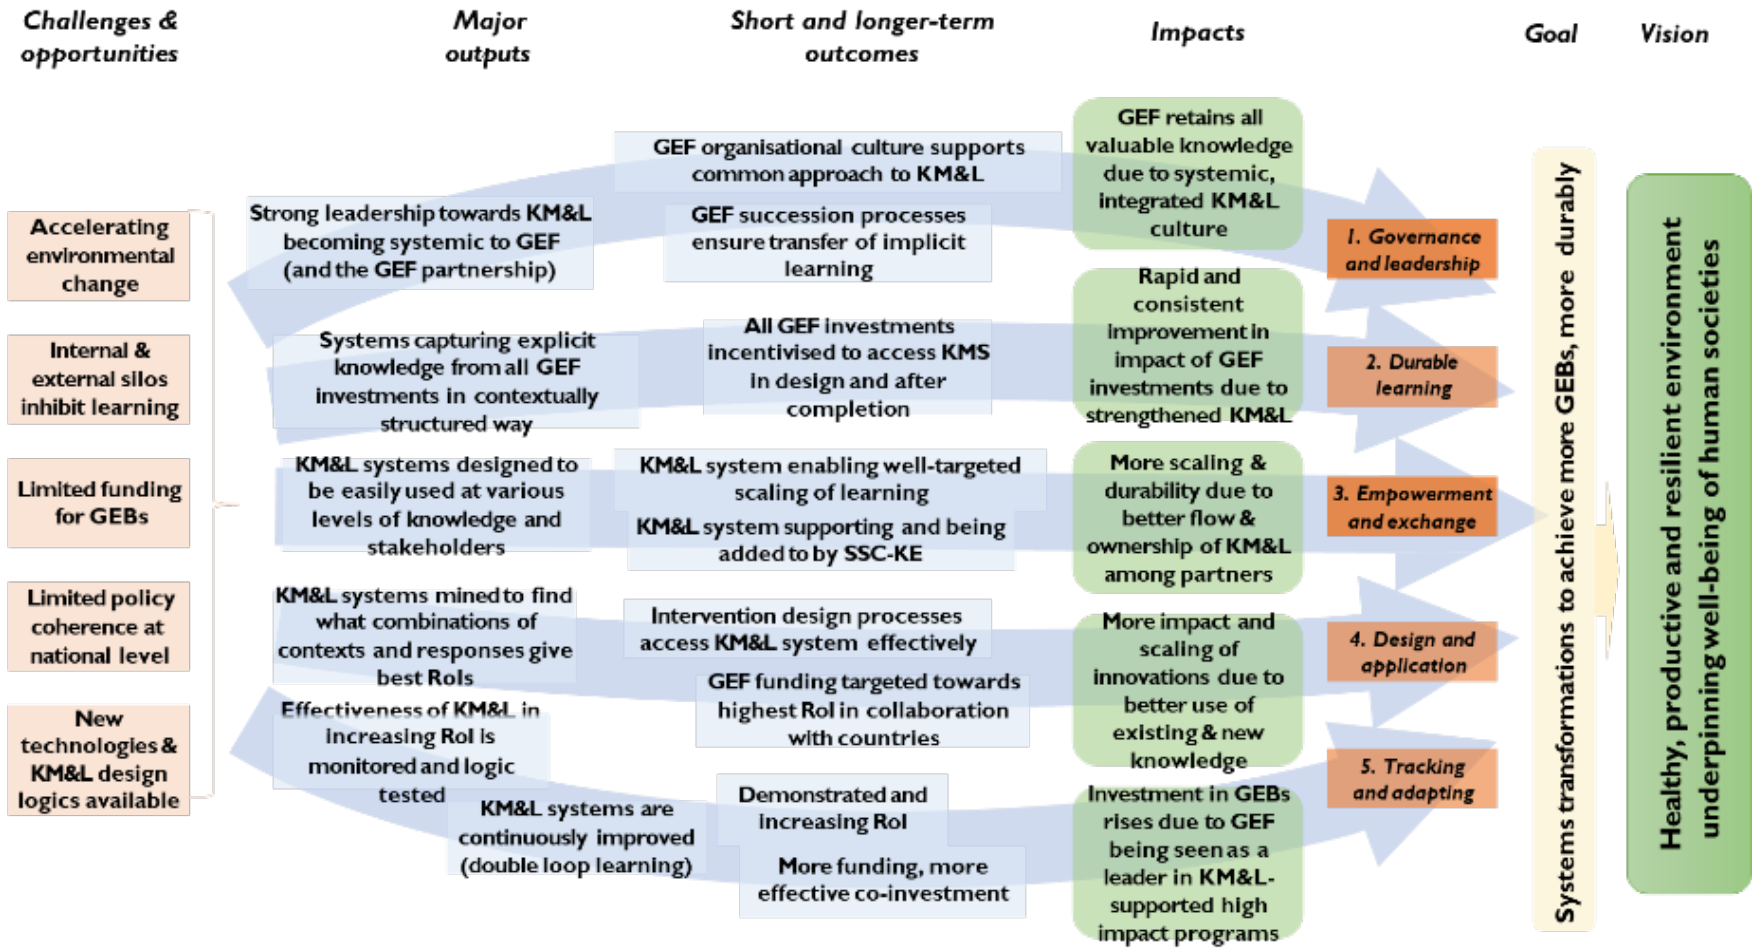 Challenges &
opportunities
Major
outputs
Short and longer-term
outcomes
Impacts
Goal
Vision
Accelerating
environmental
change
Internal &
external silos
inhibit learning
Limited funding
for GEBs
Limited policy
coherence at
national level
New
technologies &
KM&L design
logics available
Strong leadership towards KM&L
becoming systemic to GEF
(and the GEF partnership)
Systems capturing explicit
knowledge from all GEF
investments in contextually
structured way
KM&L systems designed to
be easily used at various
levels of knowledge and
stakeholders
KM&L systems mined to find
what combinations of
contexts and responses give
best RoIs
Effectiveness of KM&L in
increasing RoI is
monitored and logic
tested
KM&L systems are
continuously improved
(double loop learning)
GEF organisational culture supports
common approach to KM&L
GEF succession processes
ensure transfer of implicit
learning
All GEF investments
incentivised to access KMS
in design and after
completion
KM&L system enabling well-targeted
scaling of learning
KM&L system supporting and being
added to by SSC-KE
Intervention design processes
access KM&L system effectively
GEF funding targeted towards
highest RoI in collaboration
with countries
Demonstrated and
increasing RoI
More funding, more
effective co-investment
GEF retains all
valuable knowledge
due to systemic,
integrated KM&L
culture
Rapid and
consistent
improvement in
impact of GEF
investments due to
strengthened KM&L
More scaling &
durability due to
better flow &
ownership of KM&L
among partners
More impact and
scaling of
innovations due to
better use of
existing & new
knowledge
Investment in GEBs
rises due to GEF
being seen as a
leader in KM&L-
supported high
impact programs
1. Governance
and leadership
2. Durable
learning
3. Empowerment
and exchange
4. Design and
application
5. Tracking
and adapting
Systems transformations to achieve more GEBs, more durably
Healthy, productive and resilient environment
underpinning well-being of human societies